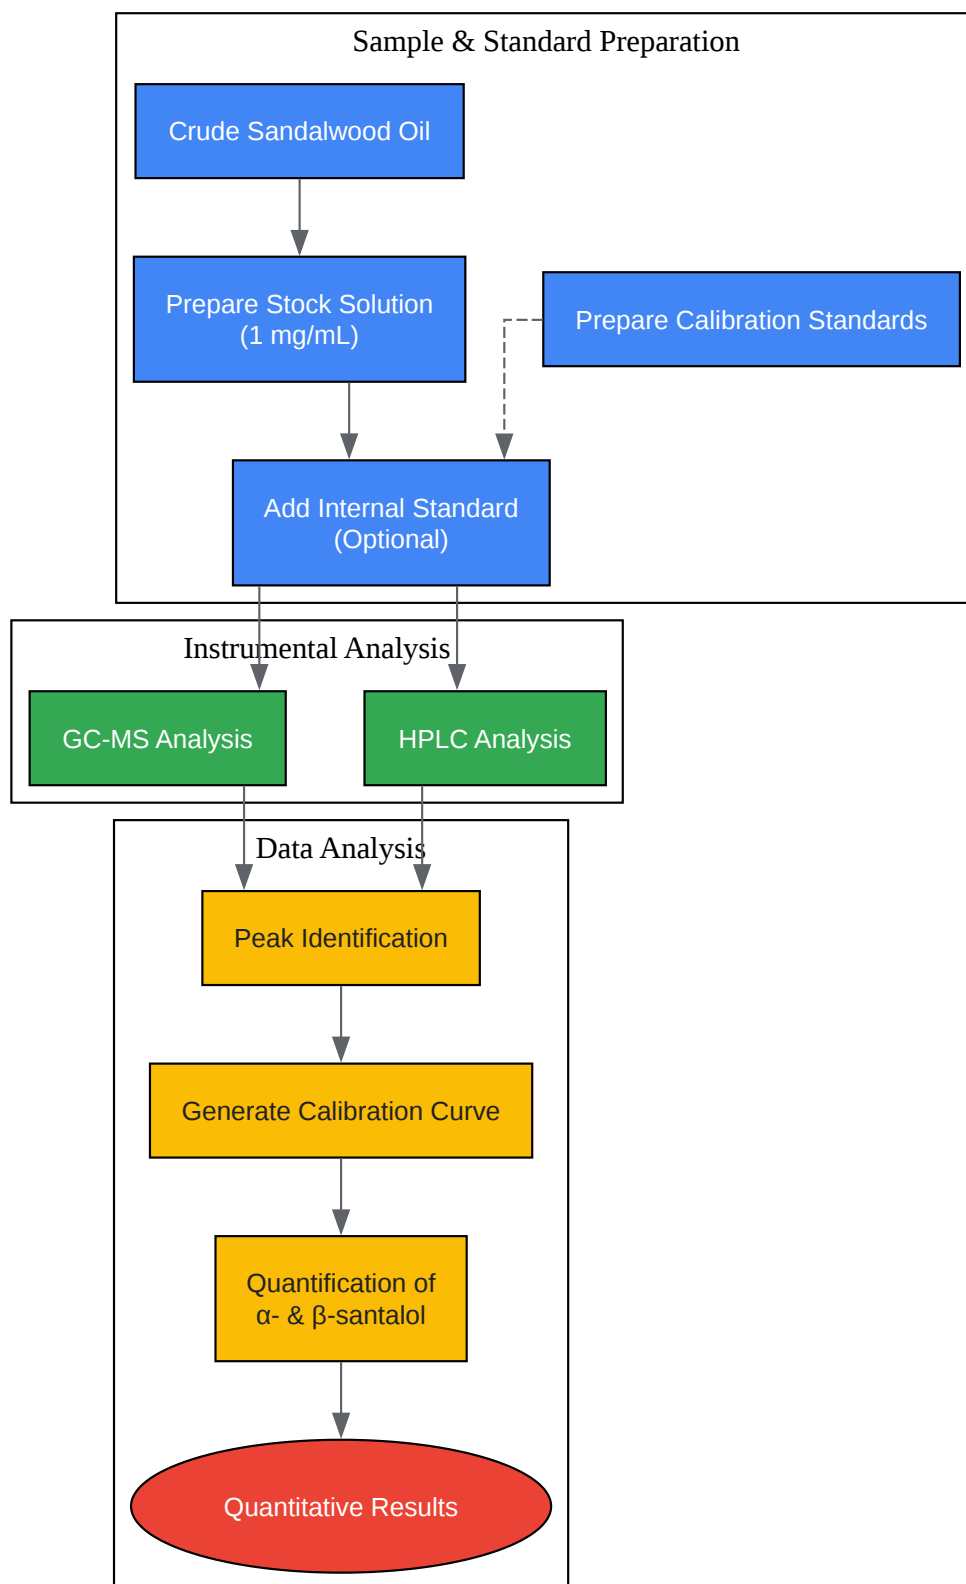 Sample & Standard Preparation
Crude Sandalwood Oil
Prepare Stock Solution
(1 mg/mL)
Prepare Calibration Standards
Add Internal Standard
(Optional)
Instrumental Analysis
GC-MS Analysis
HPLC Analysis
Data Analysis
Peak Identification
Generate Calibration Curve
Quantification of
α- & β-santalol
Quantitative Results